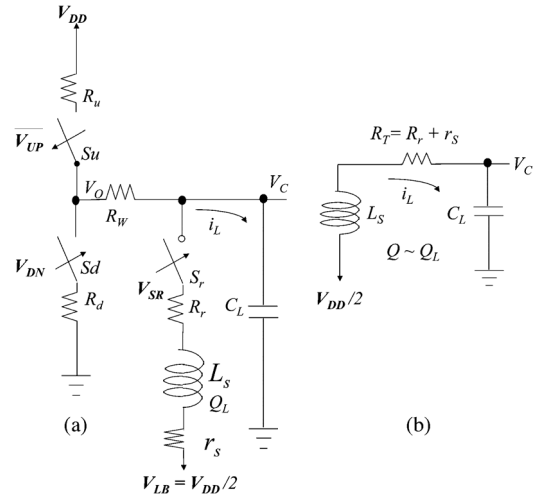 V_DD
R_u
V_UP
Su
V_O
R_W
V_C
i_L
V_DN
Sd
S_r
V_SR
R_d
R_r
C_L
L_s
Q_L
r_s
V_LB = V_DD /2
(a)
R_T = R_r + r_S
V_C
i_L
L_S
C_L
Q ~ Q_L
V_DD/2
(b)